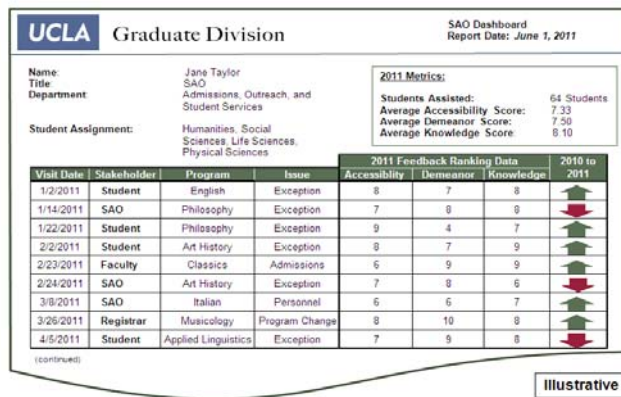 UCLA Graduate Division
SAO Dashboard
Report Date: June 1, 2011
Name: Jane Taylor
Title: SAO
Department: Admissions, Outreach, and
Student Services
Student Assignment: Humanities, Social
Sciences, Life Sciences,
Physical Sciences
2011 Metrics:
Students Assisted: 64 Students
Average Accessibility Score: 7.33
Average Demeanor Score: 7.50
Average Knowledge Score: 8.10
2011 Feedback Ranking Data 2010 to
2011
Visit Date Stakeholder Program Issue Accessiblity Demeanor Knowledge
1/2/2011 Student English Exception 8 7 8
1/14/2011 SAO Philosophy Exception 7 8 8
1/22/2011 Student Philosophy Exception 9 4 7
2/2/2011 Student Art History Exception 8 7 9
2/23/2011 Faculty Classics Admissions 6 9 9
2/24/2011 SAO Art History Exception 7 8 6
3/8/2011 SAO Italian Personnel 6 6 7
3/26/2011 Registrar Musicology Program Change 8 10 8
4/5/2011 Student Applied Linguistics Exception 7 9 8
(continued)
Illustrative